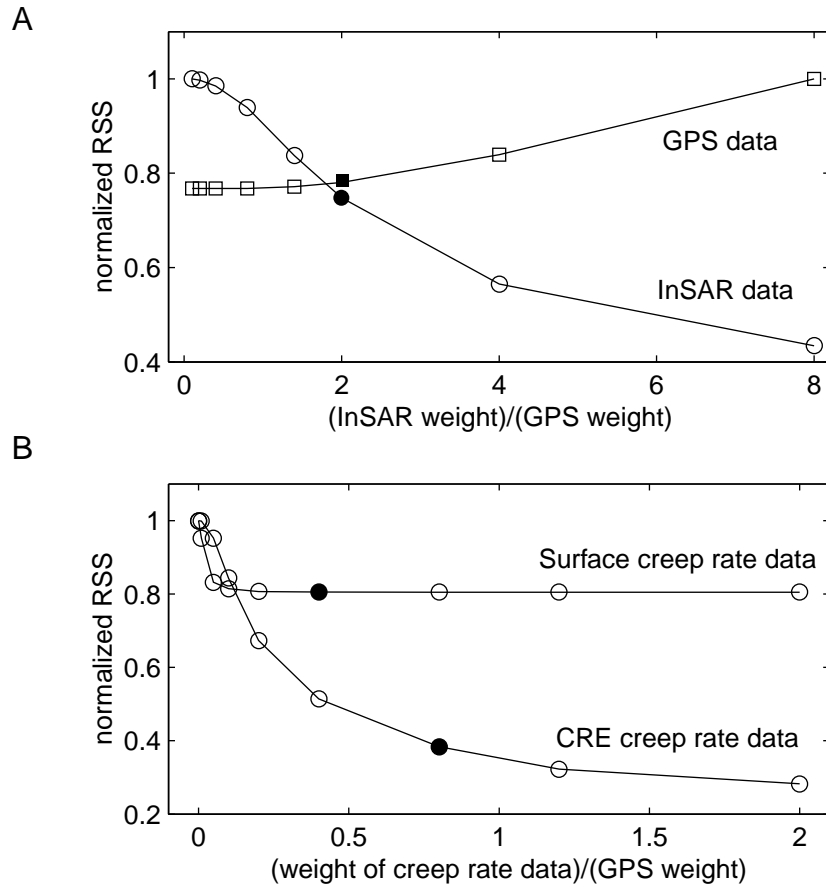 A
normalized RSS
1
0.8
0.6
0.4
GPS data
InSAR data
0
2
4
6
8
(InSAR weight)/(GPS weight)
B
normalized RSS
1
0.8
0.6
0.4
0.2
Surface creep rate data
CRE creep rate data
0
0.5
1
1.5
2
(weight of creep rate data)/(GPS weight)